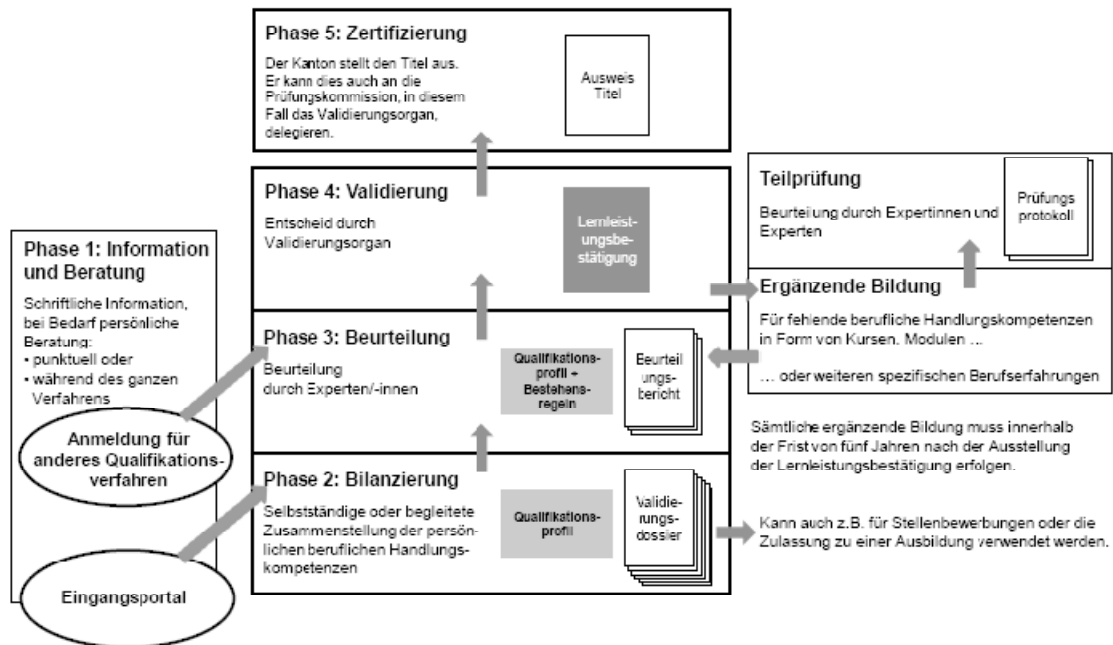 Phase 5: Zertifizierung
Der Kanton stellt den Titel aus.
Er kann dies auch an die
Prüfungskommission, in diesem
Fall das Validierungsorgan,
delegieren.
Ausweis
Titel
Phase 4: Validierung
Entscheid durch
Validierungsorgan
Lernleist-
ungsbe-
stätigung
Teilprüfung
Beurteilung durch Expertinnen und
Experten
Prüfungs
protokoll
Ergänzende Bildung
Für fehlende berufliche Handlungskompetenzen
in Form von Kursen. Modulen ...
... oder weiteren spezifischen Berufserfahrungen
Sämtliche ergänzende Bildung muss innerhalb
der Frist von fünf Jahren nach der Ausstellung
der Lernleistungsbestätigung erfolgen.
Phase 1: Information
und Beratung
Schriftliche Information,
bei Bedarf persönliche
Beratung:
• punktuell oder
• während des ganzen
Verfahrens
Anmeldung für
anderes Qualifikations-
verfahren
Eingangsportal
Phase 3: Beurteilung
Beurteilung
durch Experten/-innen
Qualifikations-
profil +
Bestehens-
regeln
Beurteil
ungs-
bericht
Phase 2: Bilanzierung
Selbstständige oder begleitete
Zusammenstellung der persön-
lichen beruflichen Handlungs-
kompetenzen
Qualifikations-
profil
Validie-
rungs-
dossier
Kann auch z.B. für Stellenbewerbungen oder die
Zulassung zu einer Ausbildung verwendet werden.